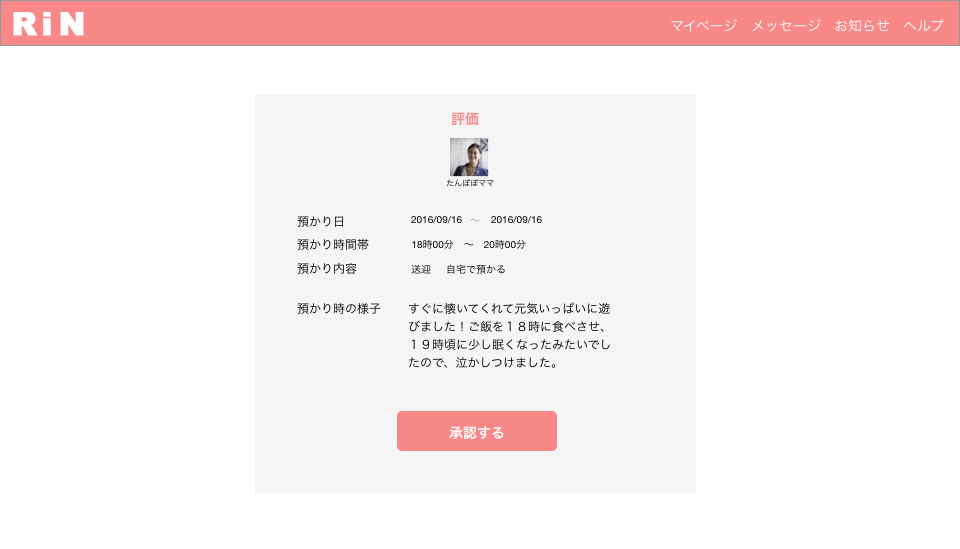 RiN
マイページ メッセージ お知らせ ヘルプ
評価
たんぽぽママ
預かり日 2016/09/16 ～ 2016/09/16
預かり時間帯 18時00分 ～ 20時00分
預かり内容 送迎 自宅で預かる
預かり時の様子 すぐに懐いてくれて元気いっぱいに遊
びました！ご飯を１８時に食べさせ、
１９時頃に少し眠くなったみたいでし
たので、泣かしつけました。
承認する